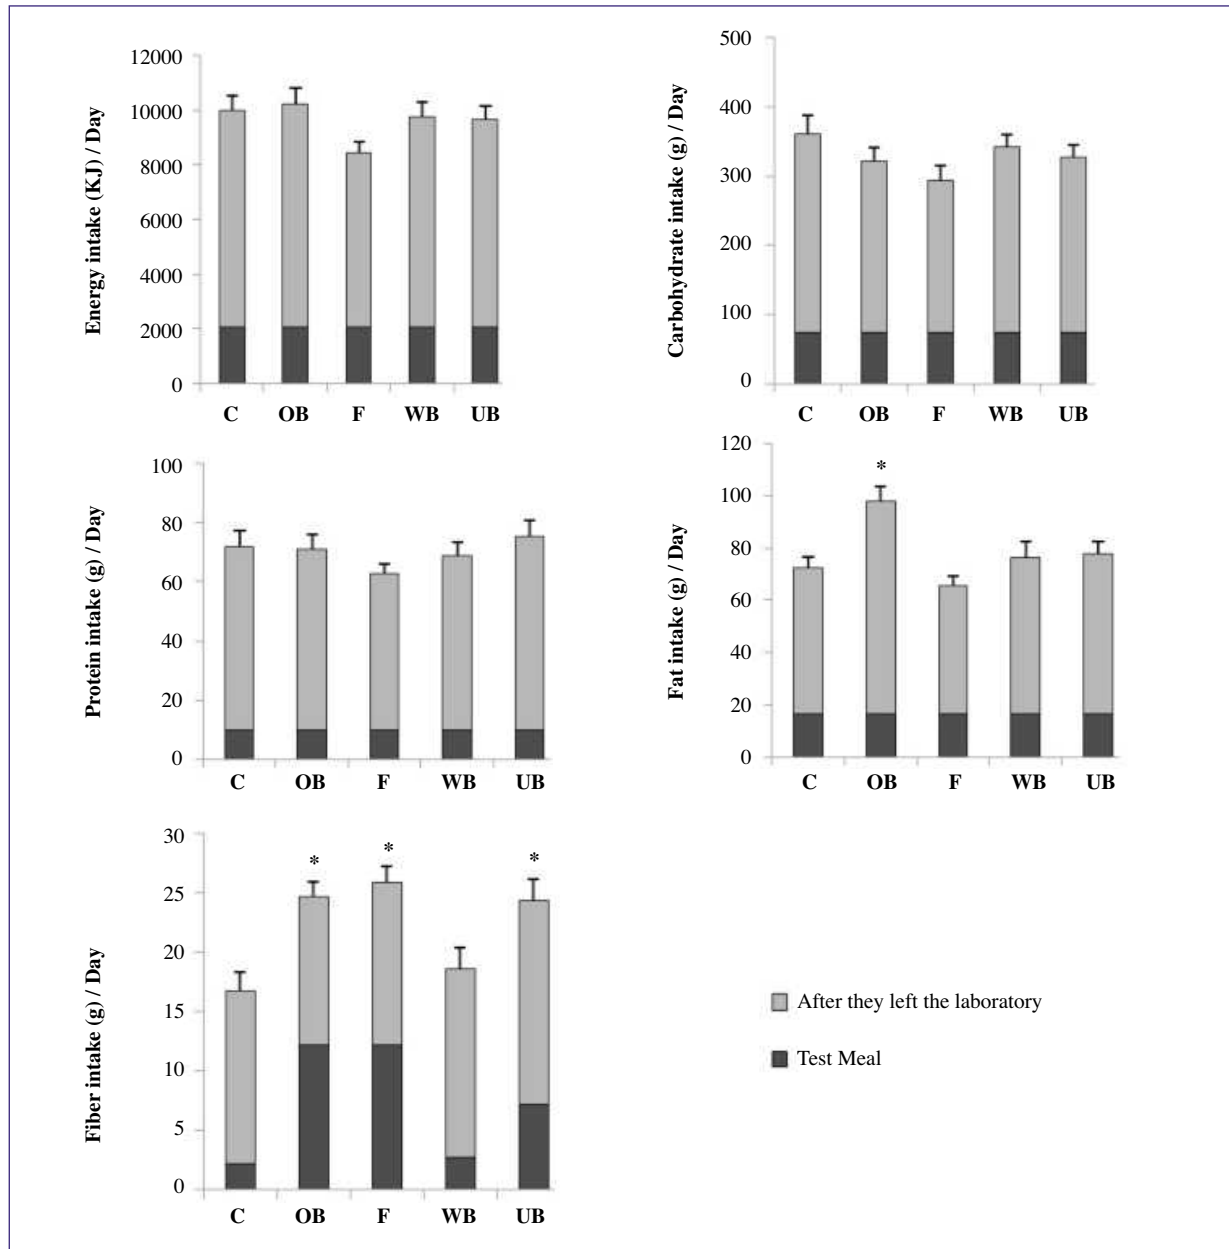 Energy intake (KJ) / Day
12000
10000
8000
6000
4000
2000
0
C OB F WB UB
Carbohydrate intake (g) / Day
500
400
300
200
100
0
C OB F WB UB
Protein intake (g) / Day
100
80
60
40
20
0
C OB F WB UB
Fat intake (g) / Day
120
100
80
60
40
20
0
*
C OB F WB UB
Fiber intake (g) / Day
30
25
20
15
10
5
0
* * *
C OB F WB UB
After they left the laboratory
Test Meal